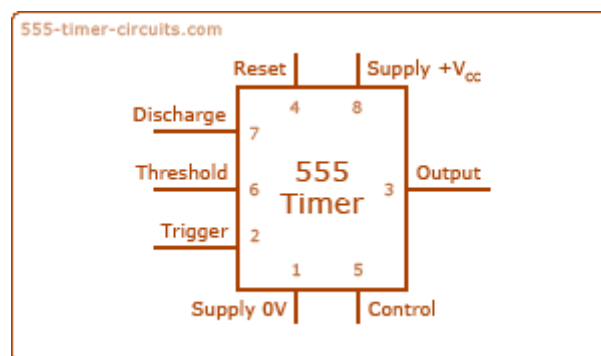 555-timer-circuits.com
Reset
Supply +Vcc
4
8
Discharge
7
Threshold
6
555
Timer
3
Output
Trigger
2
1
5
Supply 0V
Control